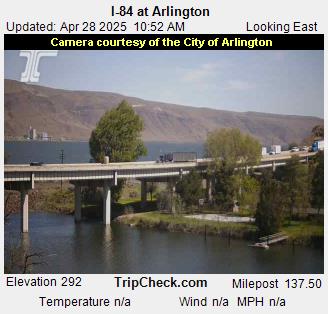 I-84 at Arlington
Updated: Apr 28 2025 10:52 AM Looking East
Camera courtesy of the City of Arlington
Elevation 292 TripCheck.com Milepost 137.50
Temperature n/a Wind n/a MPH n/a